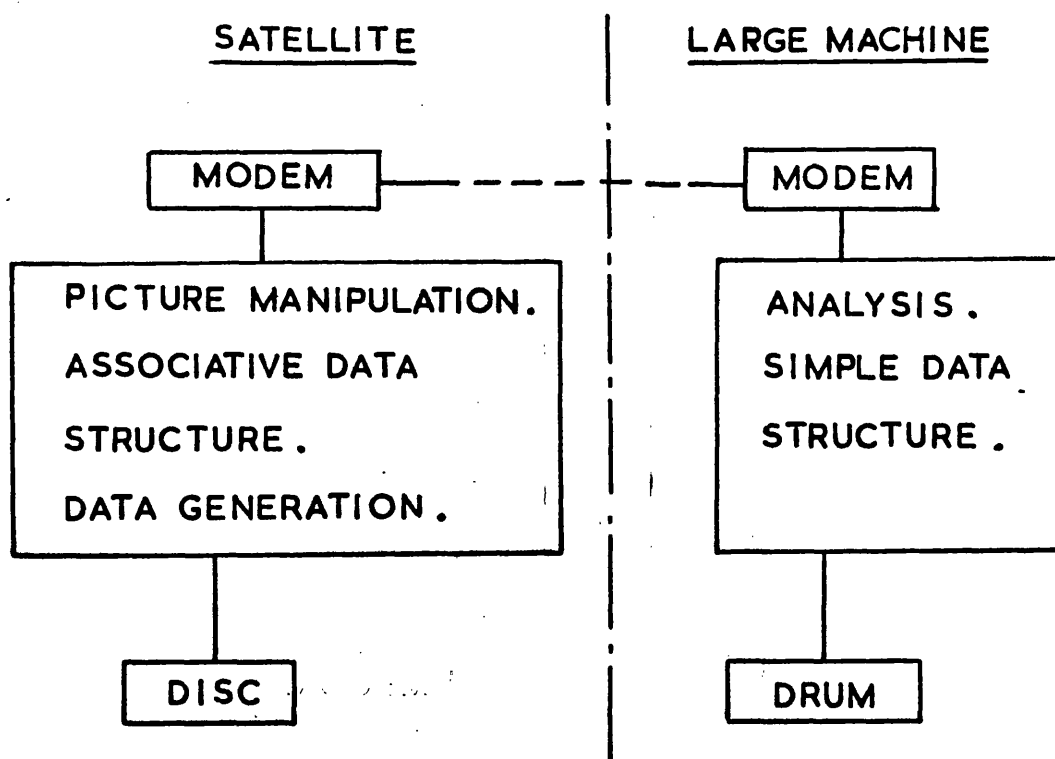 SATELLITE
MODEM
PICTURE MANIPULATION.
ASSOCIATIVE DATA
STRUCTURE.
DATA GENERATION.
DISC
LARGE MACHINE
MODEM
ANALYSIS.
SIMPLE DATA
STRUCTURE.
DRUM